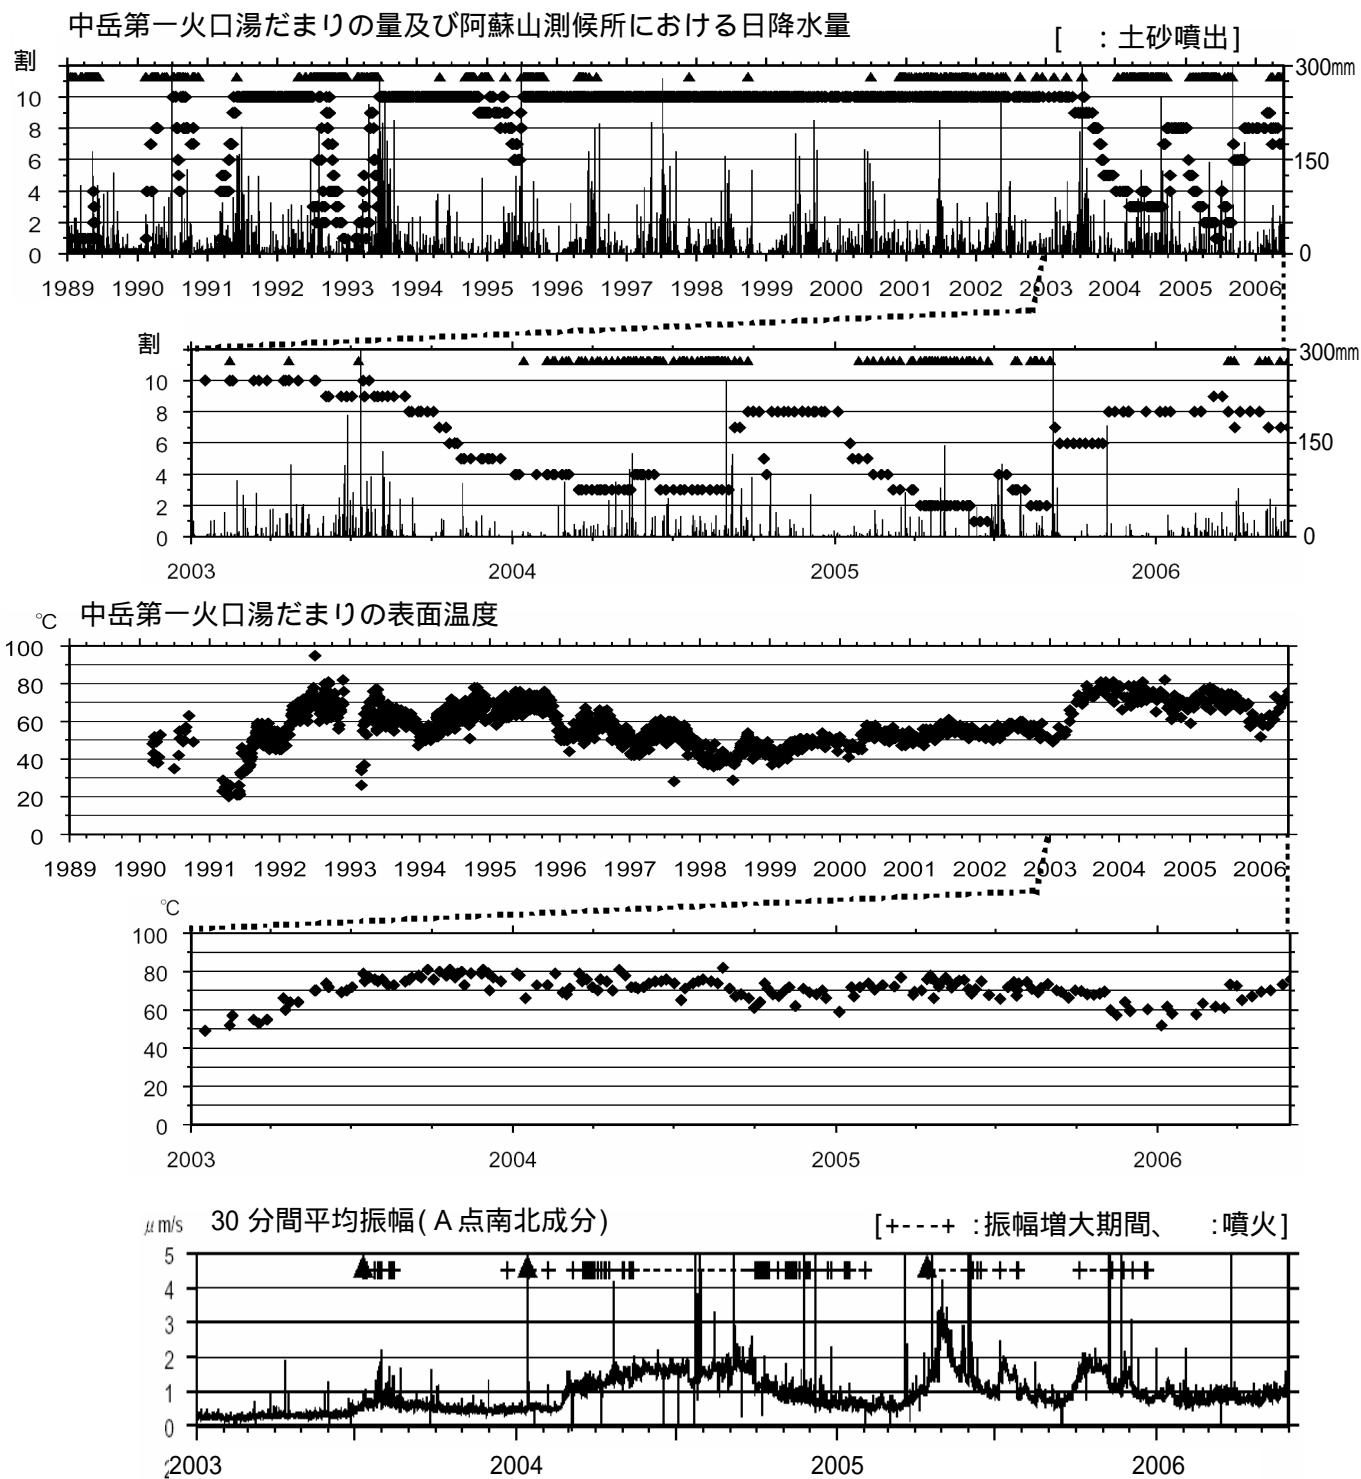 中岳第一火口湯だまりの量及び阿蘇山測候所における日降水量
[　：土砂噴出]
割
300mm
10
8
6
150
4
2
0
0
1989 1990 1991 1992 1993 1994 1995 1996 1997 1998 1999 2000 2001 2002 2003 2004 2005 2006
割
300mm
10
8
6
150
4
2
0
0
2003 2004 2005 2006
℃ 中岳第一火口湯だまりの表面温度
100
80
60
40
20
0
1989 1990 1991 1992 1993 1994 1995 1996 1997 1998 1999 2000 2001 2002 2003 2004 2005 2006
℃
100
80
60
40
20
0
2003 2004 2005 2006
μm/s 30 分間平均振幅(A点南北成分) [+---+ :振幅増大期間、　:噴火]
5
4
3
2
1
0
2003 2004 2005 2006